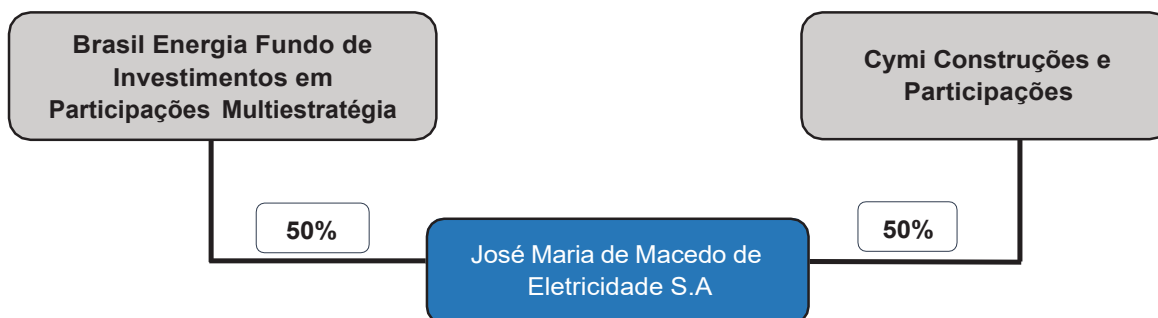 Brasil Energia Fundo de
Investimentos em
Participações Multiestratégia
Cymi Construções e
Participações
50%
50%
José Maria de Macedo de
Eletricidade S.A